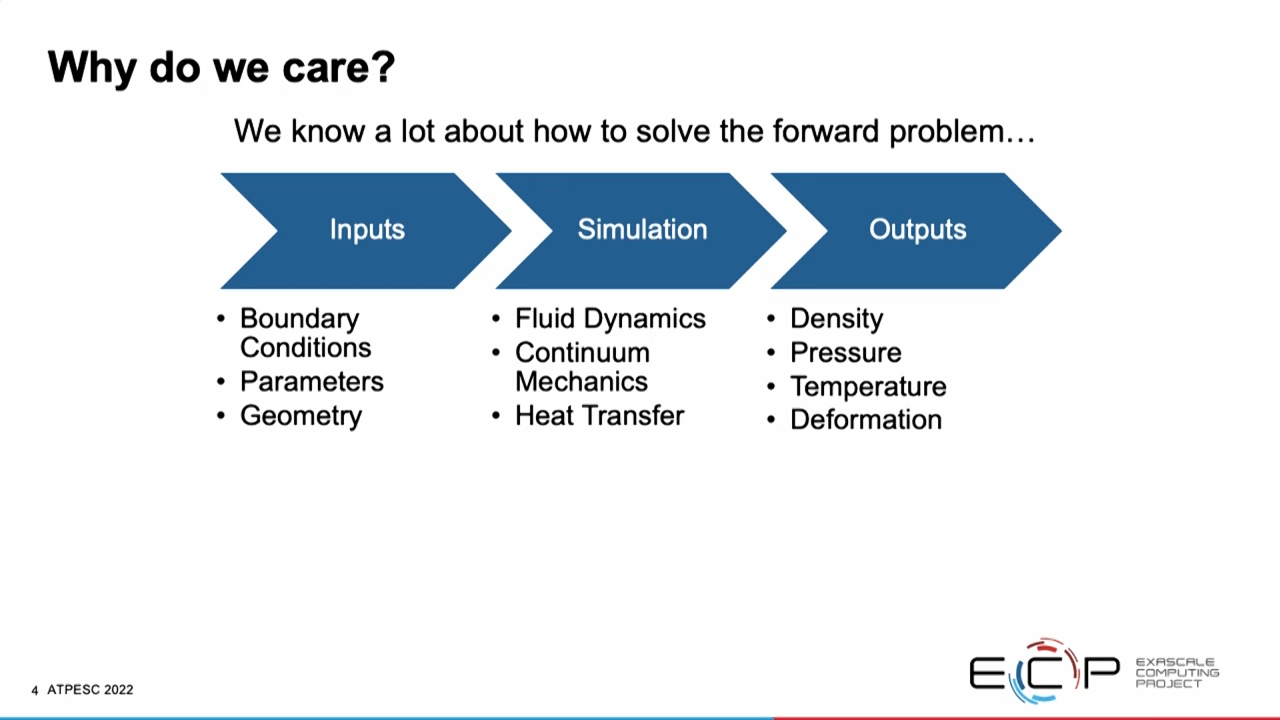 Why do we care?
We know a lot about how to solve the forward problem…
Inputs
Simulation
Outputs
• Boundary
Conditions
• Parameters
• Geometry
• Fluid Dynamics
• Continuum
Mechanics
• Heat Transfer
• Density
• Pressure
• Temperature
• Deformation
4 ATPESC 2022
ECP
EXASCALE
COMPUTING
PROJECT